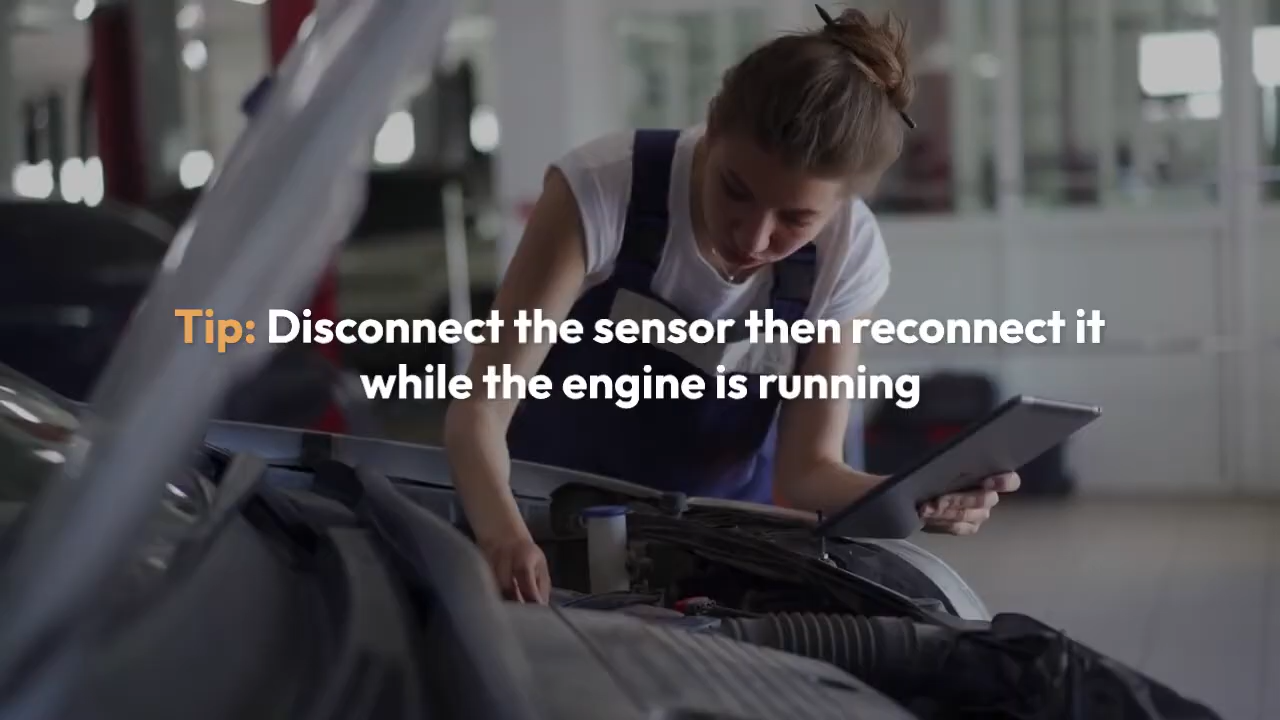 Tip: Disconnect the sensor then reconnect it
while the engine is running